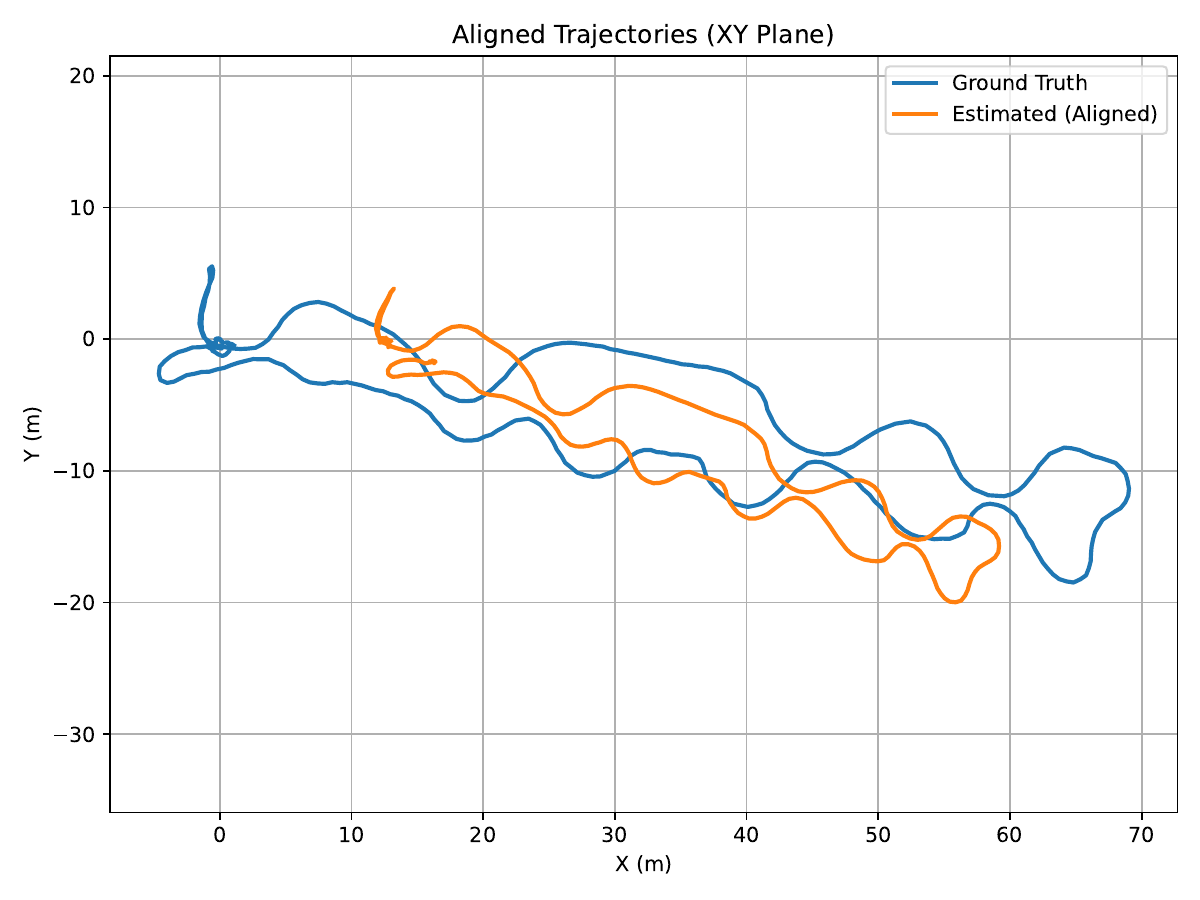 Aligned Trajectories (XY Plane)
Ground Truth
Estimated (Aligned)
20
10
0
−10
−20
−30
Y (m)
0 10 20 30 40 50 60 70
X (m)